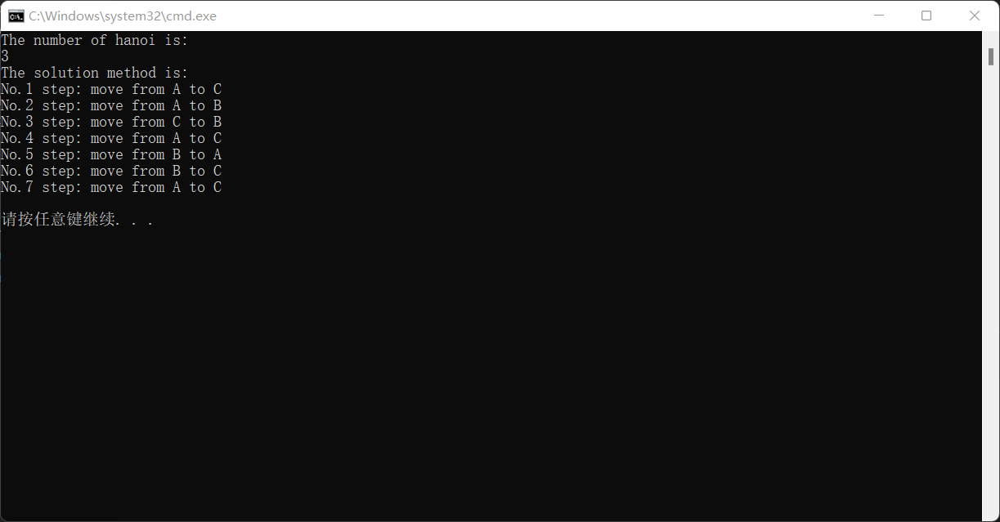 C:\Windows\system32\cmd.exe
The number of hanoi is:
3
The solution method is:
No.1 step: move from A to C
No.2 step: move from A to B
No.3 step: move from C to B
No.4 step: move from A to C
No.5 step: move from B to A
No.6 step: move from B to C
No.7 step: move from A to C
请按任意键继续. . .